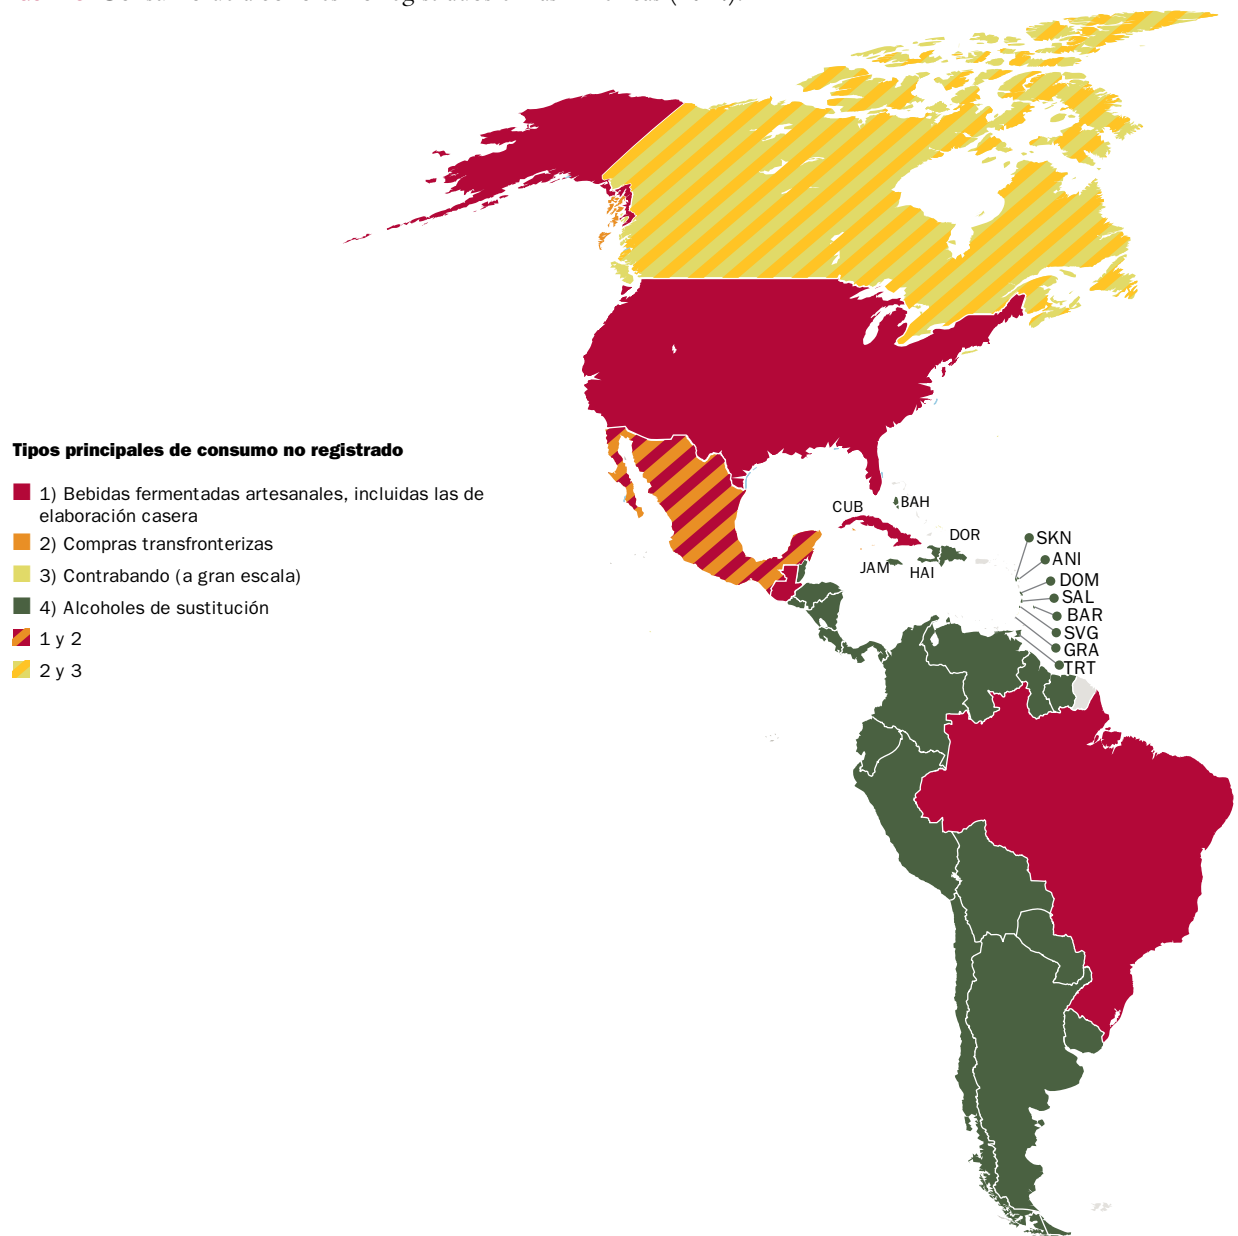 Tipos principales de consumo no registrado
1) Bebidas fermentadas artesanales, incluidas las de
elaboración casera
2) Compras transfronterizas
3) Contrabando (a gran escala)
4) Alcoholes de sustitución
1 y 2
2 y 3
CUB
BAH
DOR
JAM
HAI
SKN
ANI
DOM
SAL
BAR
SVG
GRA
TRT